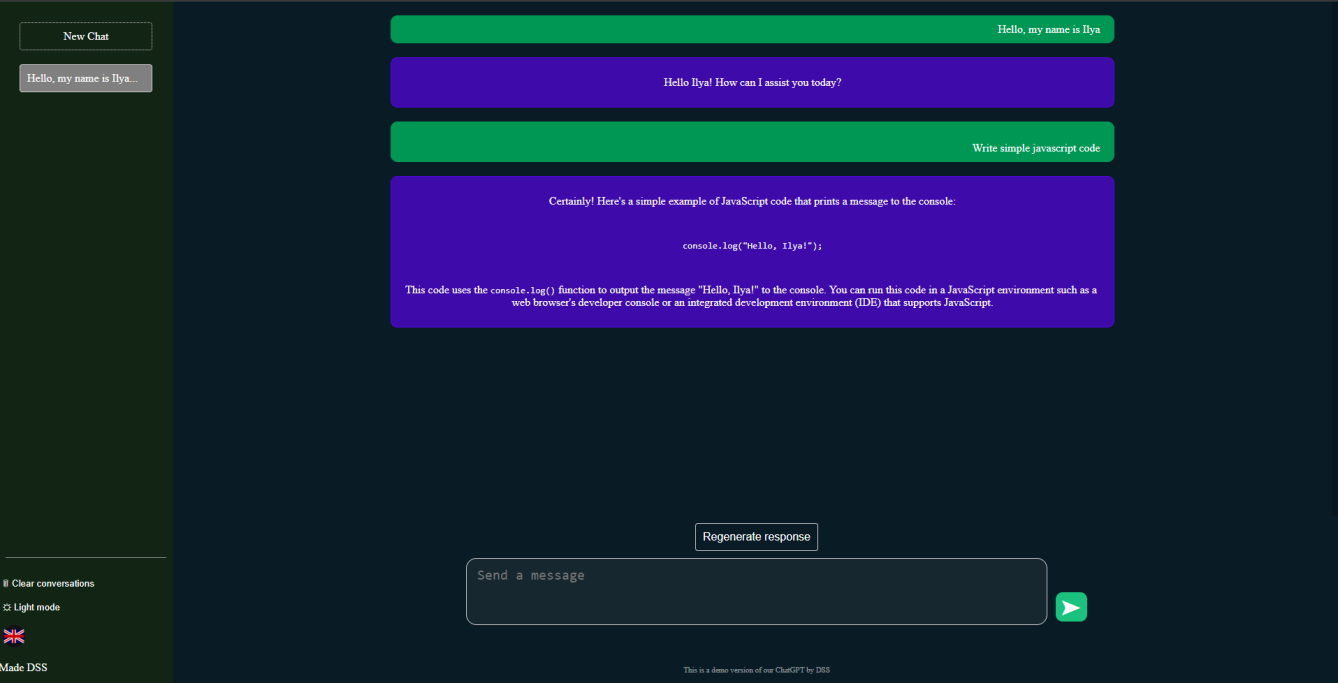 New Chat
Hello, my name is Ilya...
Clear conversations
Light mode
Made DSS
Hello, my name is Ilya
Hello Ilya! How can I assist you today?
Write simple javascript code
Certainly! Here's a simple example of JavaScript code that prints a message to the console:
console.log("Hello, Ilya!");
This code uses the console.log() function to output the message "Hello, Ilya!" to the console. You can run this code in a JavaScript environment such as a
web browser's developer console or an integrated development environment (IDE) that supports JavaScript.
Regenerate response
Send a message
This is a demo version of our ChatGPT by DSS